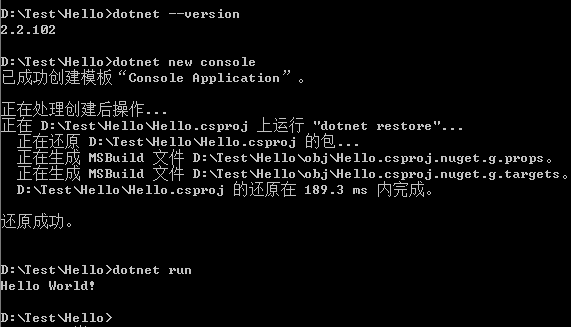 D:\Test\Hello>dotnet --version
2.2.102
D:\Test\Hello>dotnet new console
已成功创建模板“Console Application”。
正在处理创建后操作...
正在 D:\Test\Hello\Hello.csproj 上运行 "dotnet restore"...
正在还原 D:\Test\Hello\Hello.csproj 的包...
正在生成 MSBuild 文件 D:\Test\Hello\obj\Hello.csproj.nuget.g.props。
正在生成 MSBuild 文件 D:\Test\Hello\obj\Hello.csproj.nuget.g.targets。
D:\Test\Hello\Hello.csproj 的还原在 189.3 ms 内完成。
还原成功。
D:\Test\Hello>dotnet run
Hello World!
D:\Test\Hello>